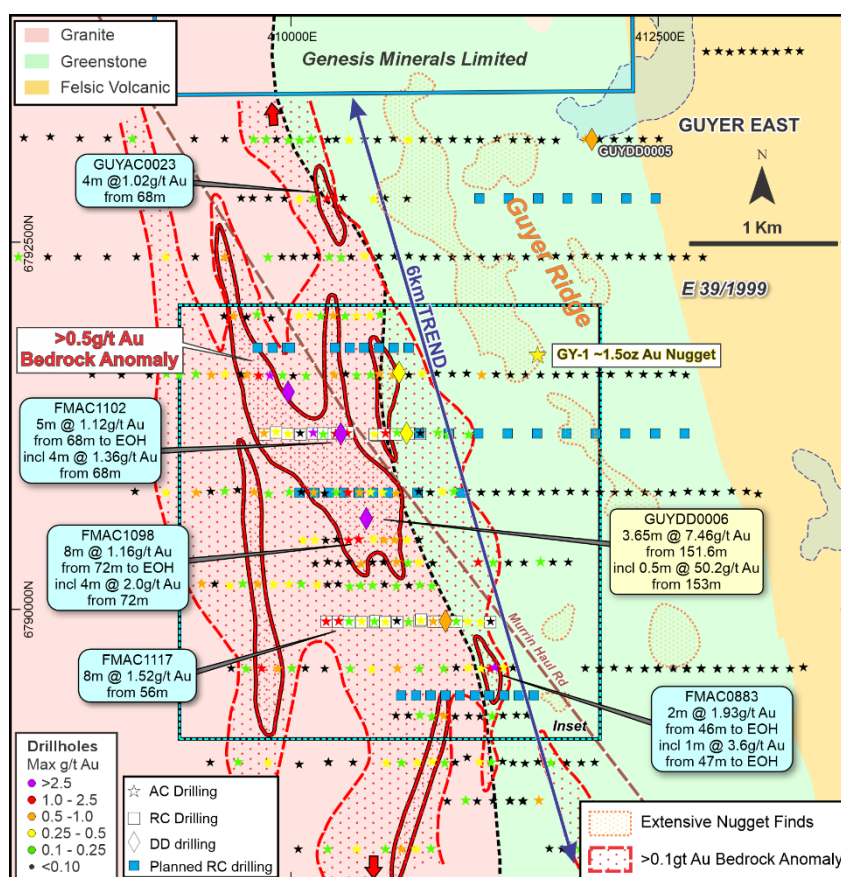 Granite
Greenstone
Felsic Volcanic
410000E
412500E
Genesis Minerals Limited
GUYER EAST
GUYDD0005
N
1 Km
GUYAC0023
4m @1.02g/t Au
from 68m
6792500N
Guyer Ridge
6km TREND
E 39/1999
>0.5g/t Au
Bedrock Anomaly
GY-1 ~1.5oz Au Nugget
FMAC1102
5m @ 1.12g/t Au
from 68m to EOH
incl 4m @ 1.36g/t Au
from 68m
GUYDD0006
3.65m @ 7.46g/t Au
from 151.6m
incl 0.5m @ 50.2g/t Au
from 153m
FMAC1098
8m @ 1.16g/t Au
from 72m to EOH
incl 4m @ 2.0g/t Au
from 72m
6790000N
Murrin Haul Rd
FMAC1117
8m @ 1.52g/t Au
from 56m
FMAC0883
2m @ 1.93g/t Au
from 46m to EOH
incl 1m @ 3.6g/t Au
from 47m to EOH
Inset
Drillholes
Max g/t Au
>2.5
1.0 - 2.5
0.5 -1.0
0.25 - 0.5
0.1 - 0.25
<0.10
AC Drilling
RC Drilling
DD drilling
Planned RC drilling
Extensive Nugget Finds
>0.1gt Au Bedrock Anomaly